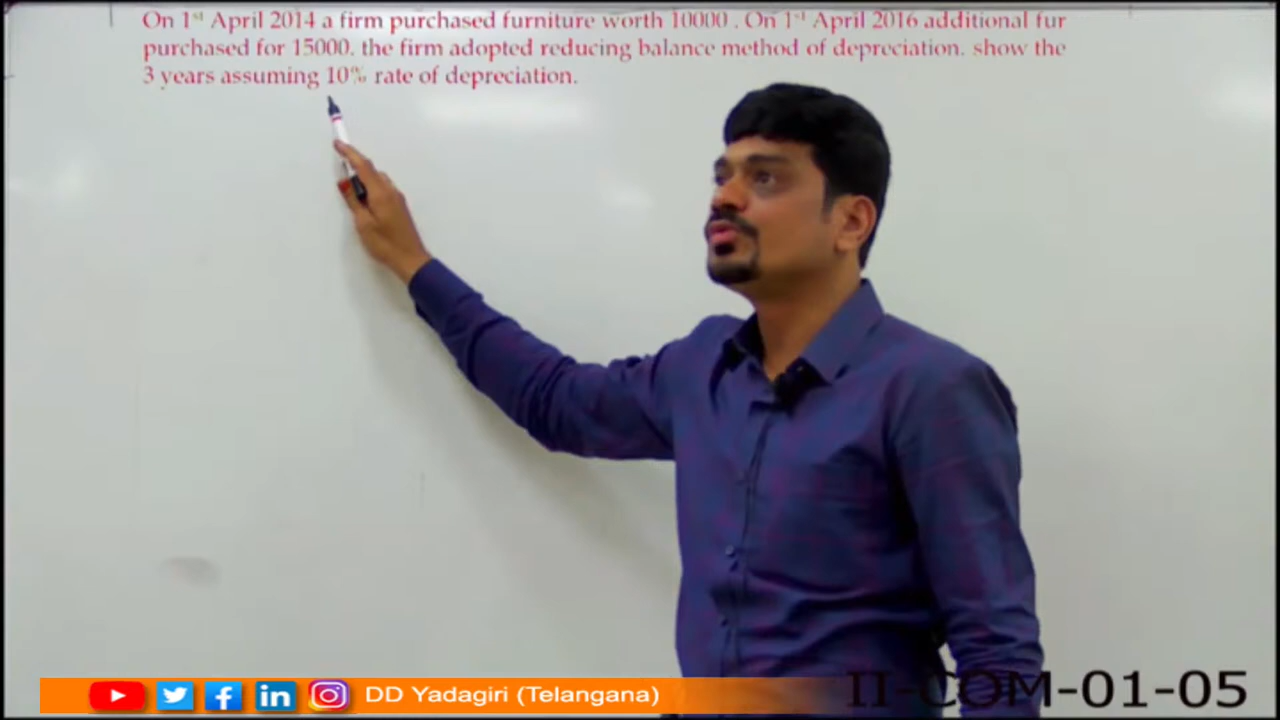 On 1st April 2014 a firm purchased furniture worth 10000 . On 1st April 2016 additional fur
purchased for 15000. the firm adopted reducing balance method of depreciation. show the
3 years assuming 10% rate of depreciation.
DD Yadagiri (Telangana)
II-COM-01-05